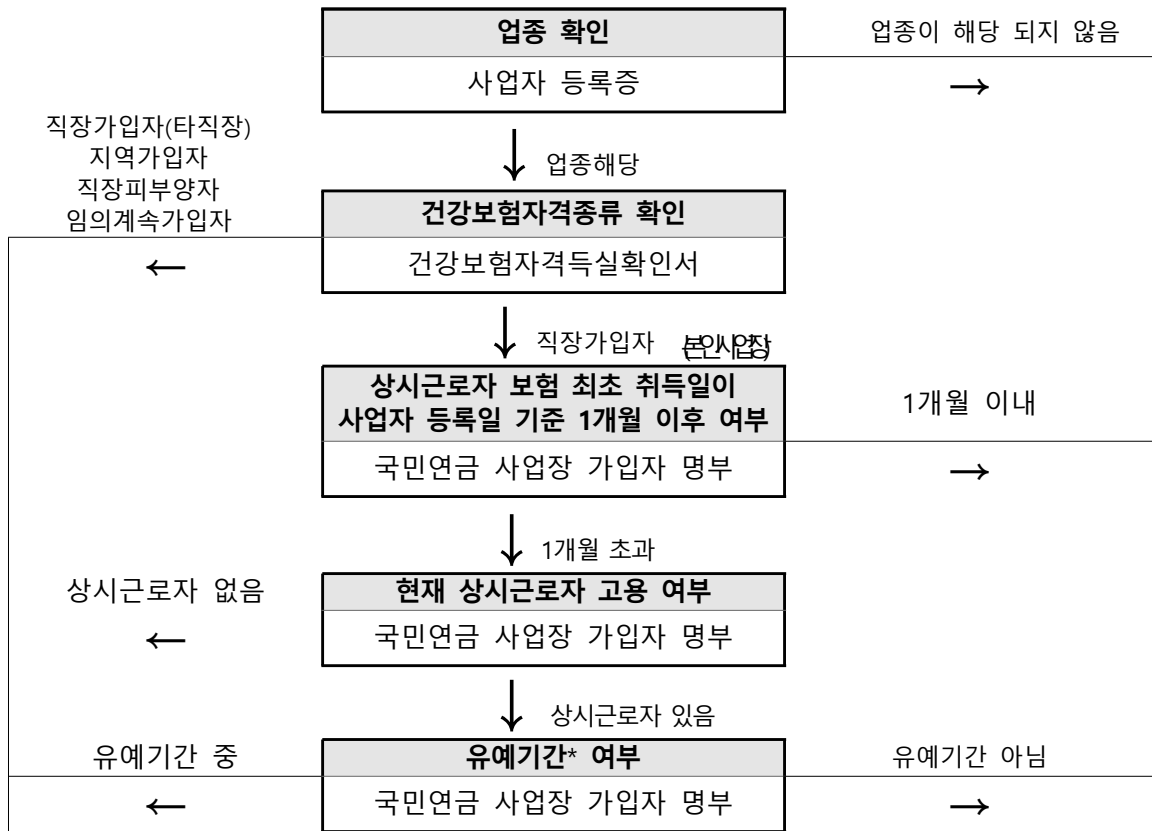 업종 확인
업종이 해당 되지 않음
사업자 등록증
→
직장가입자(타직장)
지역가입자
직장피부양자
임의계속가입자
↓ 업종해당
건강보험자격종류 확인
←
건강보험자격득실확인서
↓ 직장가입자 (본인사업장)
상시근로자 보험 최초 취득일이
사업자 등록일 기준 1개월 이후 여부
1개월 이내
국민연금 사업장 가입자 명부
→
↓ 1개월 초과
상시근로자 없음
현재 상시근로자 고용 여부
←
국민연금 사업장 가입자 명부
↓ 상시근로자 있음
유예기간 중
유예기간* 여부
유예기간 아님
←
국민연금 사업장 가입자 명부
→